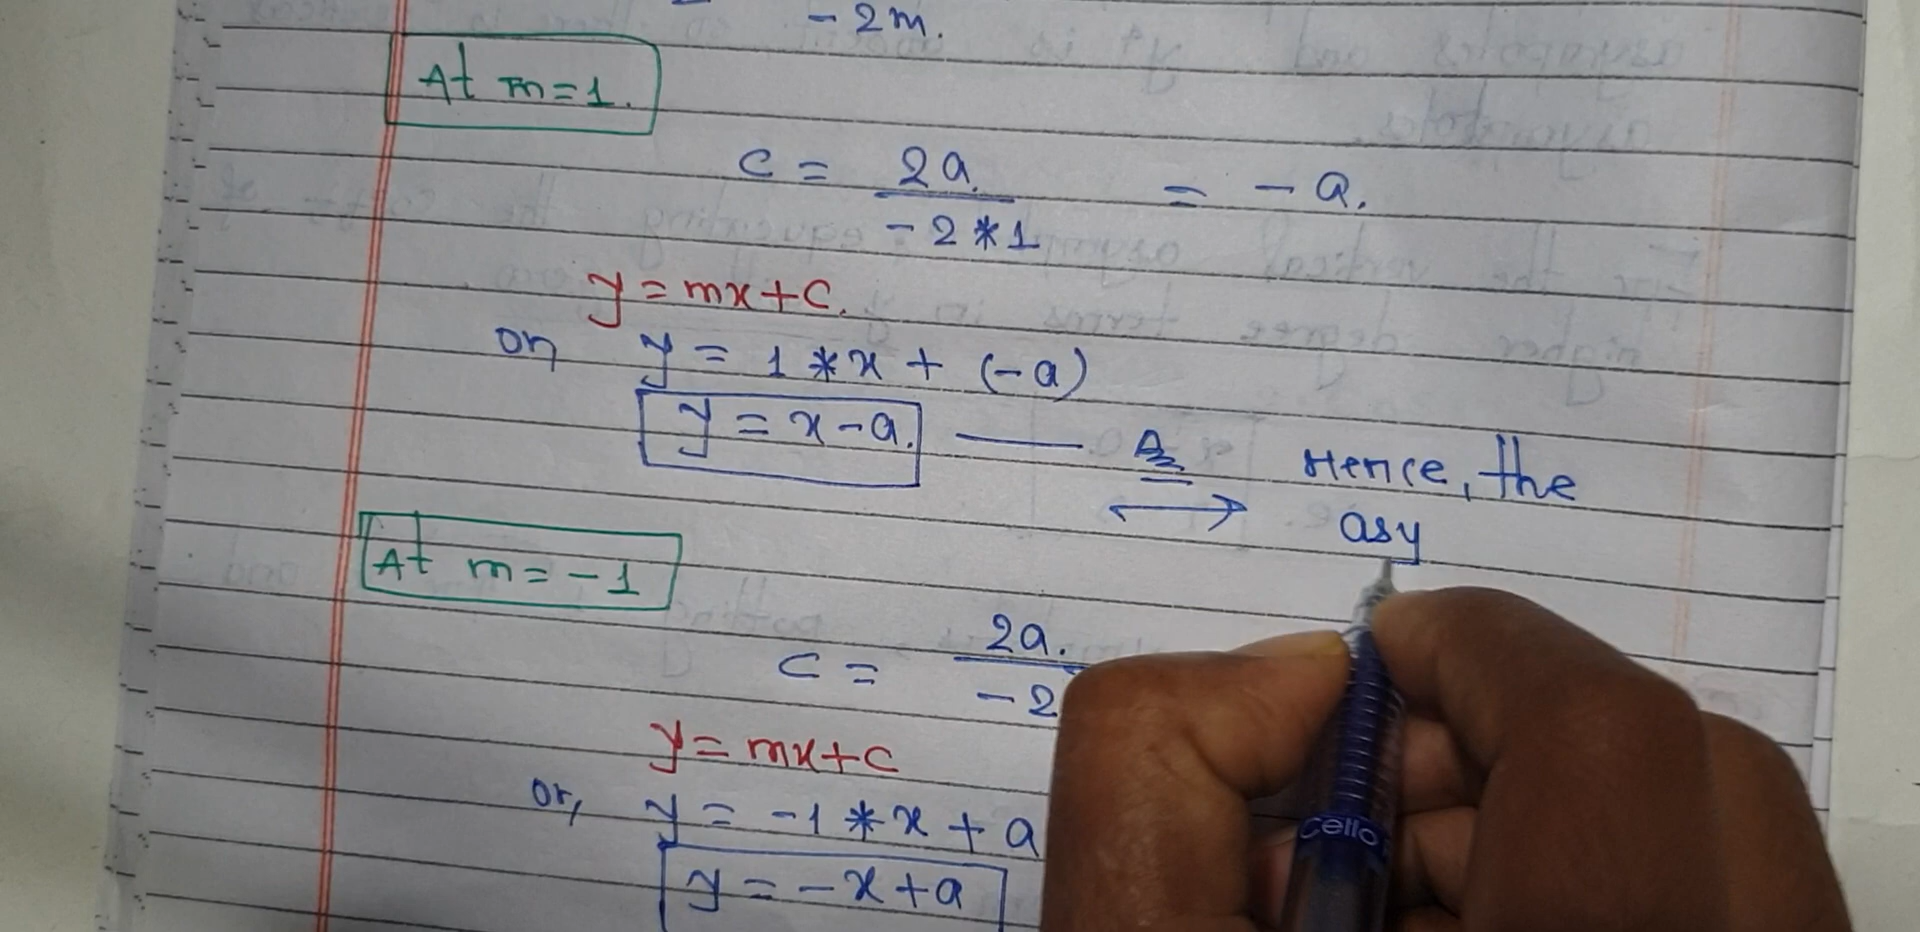 - 2m.
At m=1.
c = 2a. / -2*1 = - a.
y = mx+c.
or, y = 1*x + (-a)
y = x-a.
Hence, the
asy
At m = -1
c = 2a. / -2
y = mx+c
or, y = -1*x + a
y = -x+a
Cello